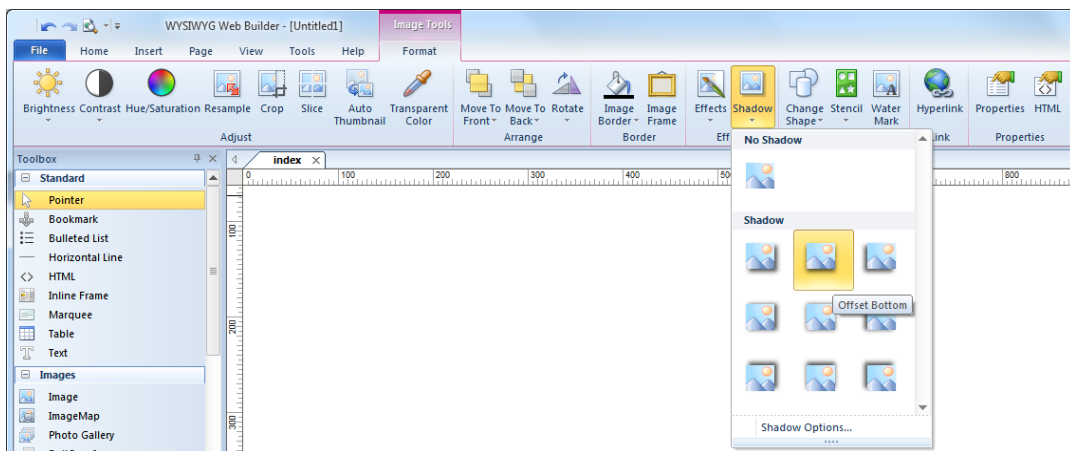 WYSIWYG Web Builder - [Untitled1] Image Tools
File Home Insert Page View Tools Help Format
Brightness Contrast Hue/Saturation Resample Crop Slice Auto Thumbnail Transparent Color Move To Front Move To Back Rotate Image Border Image Frame Effects Shadow Change Shape Stencil Water Mark Hyperlink Properties HTML
Adjust Arrange Border Eff ink Properties
No Shadow
Toolbox
index
Standard
0 100 200 300 400 50 800
Pointer
Bookmark
100
Shadow
Bulleted List
Horizontal Line
HTML
Inline Frame
Offset Bottom
Marquee
200
Table
Text
Images
Image
ImageMap
300
Shadow Options...
Photo Gallery